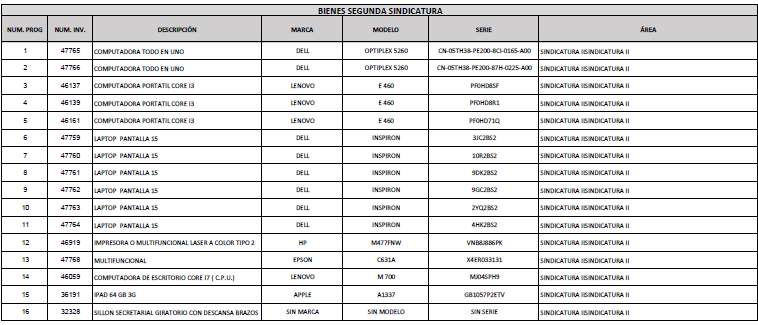 BIENES SEGUNDA SINDICATURA
NUM. PROG NUM. INV. DESCRIPCIÓN MARCA MODELO SERIE ÁREA
1 47765 COMPUTADORA TODO EN UNO DELL OPTIPLEX 5260 CN-05TH38-PE200-8CI-0165-A00 SINDICATURA IISINDICATURA II
2 47766 COMPUTADORA TODO EN UNO DELL OPTIPLEX 5260 CN-05TH38-PE200-87H-0225-A00 SINDICATURA IISINDICATURA II
3 46137 COMPUTADORA PORTATIL CORE I3 LENOVO E 460 PF0HD8SF SINDICATURA IISINDICATURA II
4 46139 COMPUTADORA PORTATIL CORE I3 LENOVO E 460 PF0HD8R1 SINDICATURA IISINDICATURA II
5 46161 COMPUTADORA PORTATIL CORE I3 LENOVO E 460 PF0HD71Q SINDICATURA IISINDICATURA II
6 47759 LAPTOP PANTALLA 15 DELL INSPIRON 3JC2BS2 SINDICATURA IISINDICATURA II
7 47760 LAPTOP PANTALLA 15 DELL INSPIRON 10R2BS2 SINDICATURA IISINDICATURA II
8 47761 LAPTOP PANTALLA 15 DELL INSPIRON 9DK2BS2 SINDICATURA IISINDICATURA II
9 47762 LAPTOP PANTALLA 15 DELL INSPIRON 9GC2BS2 SINDICATURA IISINDICATURA II
10 47763 LAPTOP PANTALLA 15 DELL INSPIRON 2YQ2BS2 SINDICATURA IISINDICATURA II
11 47764 LAPTOP PANTALLA 15 DELL INSPIRON 4HK2BS2 SINDICATURA IISINDICATURA II
12 46919 IMPRESORA O MULTIFUNCIONAL LASER A COLOR TIPO 2 HP M477FNW VNB8J886PK SINDICATURA IISINDICATURA II
13 47768 MULTIFUNCIONAL EPSON C631A X4ER033131 SINDICATURA IISINDICATURA II
14 46059 COMPUTADORA DE ESCRITORIO CORE I7 ( C.P.U.) LENOVO M 700 MJ04SPH9 SINDICATURA IISINDICATURA II
15 36191 IPAD 64 GB 3G APPLE A1337 GB1057P2ETV SINDICATURA IISINDICATURA II
16 32328 SILLON SECRETARIAL GIRATORIO CON DESCANSA BRAZOS SIN MARCA SIN MODELO SIN SERIE SINDICATURA IISINDICATURA II